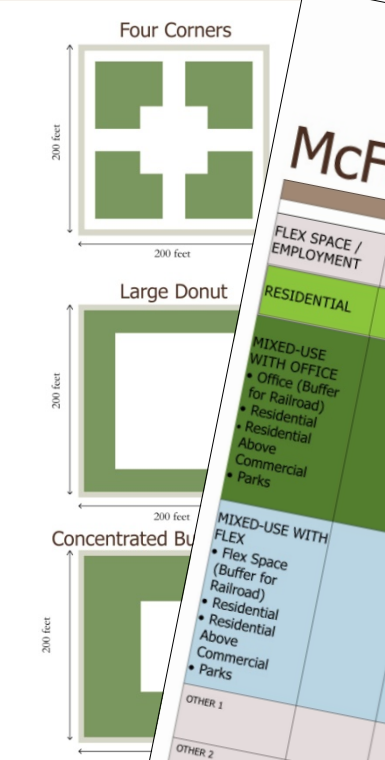 Four Corners
200 feet
200 feet
Large Donut
200 feet
200 feet
Concentrated Bu
200 feet
McF
FLEX SPACE /
EMPLOYMENT
RESIDENTIAL
MIXED-USE
WITH OFFICE
• Office (Buffer
for Railroad)
• Residential
• Residential
Above
Commercial
• Parks
MIXED-USE WITH
FLEX
• Flex Space
(Buffer for
Railroad)
• Residential
• Residential
Above
Commercial
• Parks
OTHER 1
OTHER 2